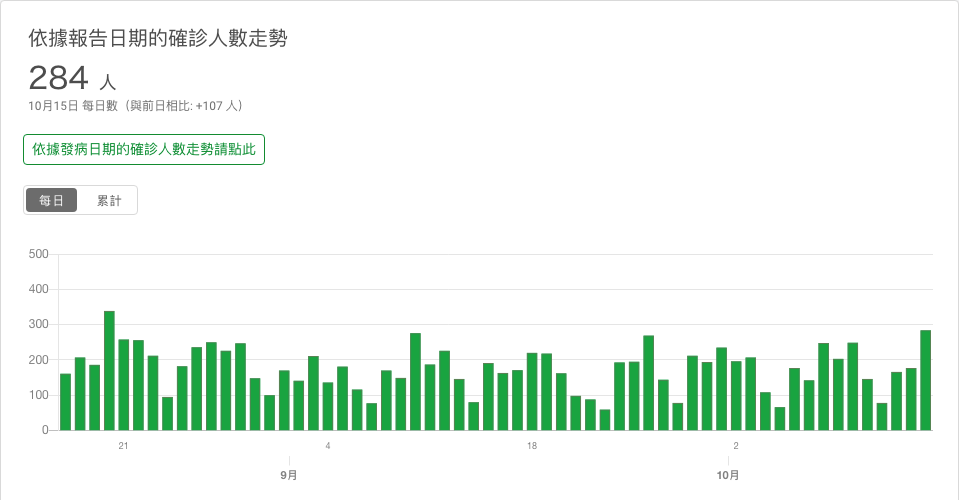 依據報告日期的確診人數走勢
284 人
10月15日 每日數（與前日相比: +107 人）
依據發病日期的確診人數走勢請點此
每日 累計
500
400
300
200
100
0
21 4 18 2
9月 10月